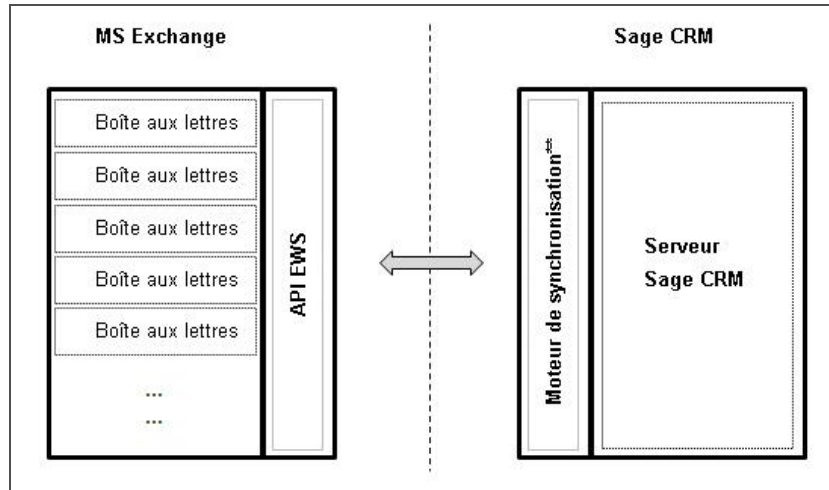 MS Exchange
Sage CRM
Boîte aux lettres
Boîte aux lettres
Boîte aux lettres
Boîte aux lettres
Boîte aux lettres
...
...
API EWS
Moteur de synchronisation**
Serveur
Sage CRM